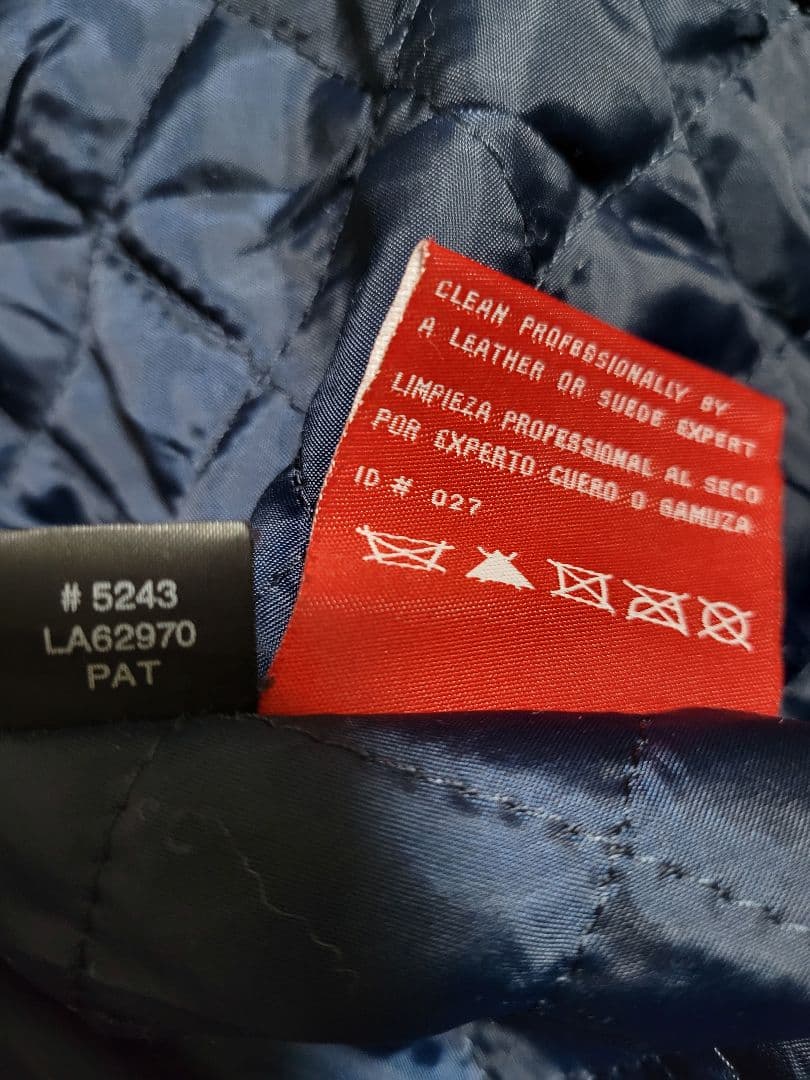 CLEAN PROFESSIONALLY BY
A LEATHER OR SUEDE EXPERT
LIMPIEZA PROFESSIONAL AL SECO
POR EXPERTO CUERO O GAMUZA
ID # 027
# 5243
LA62970
PAT